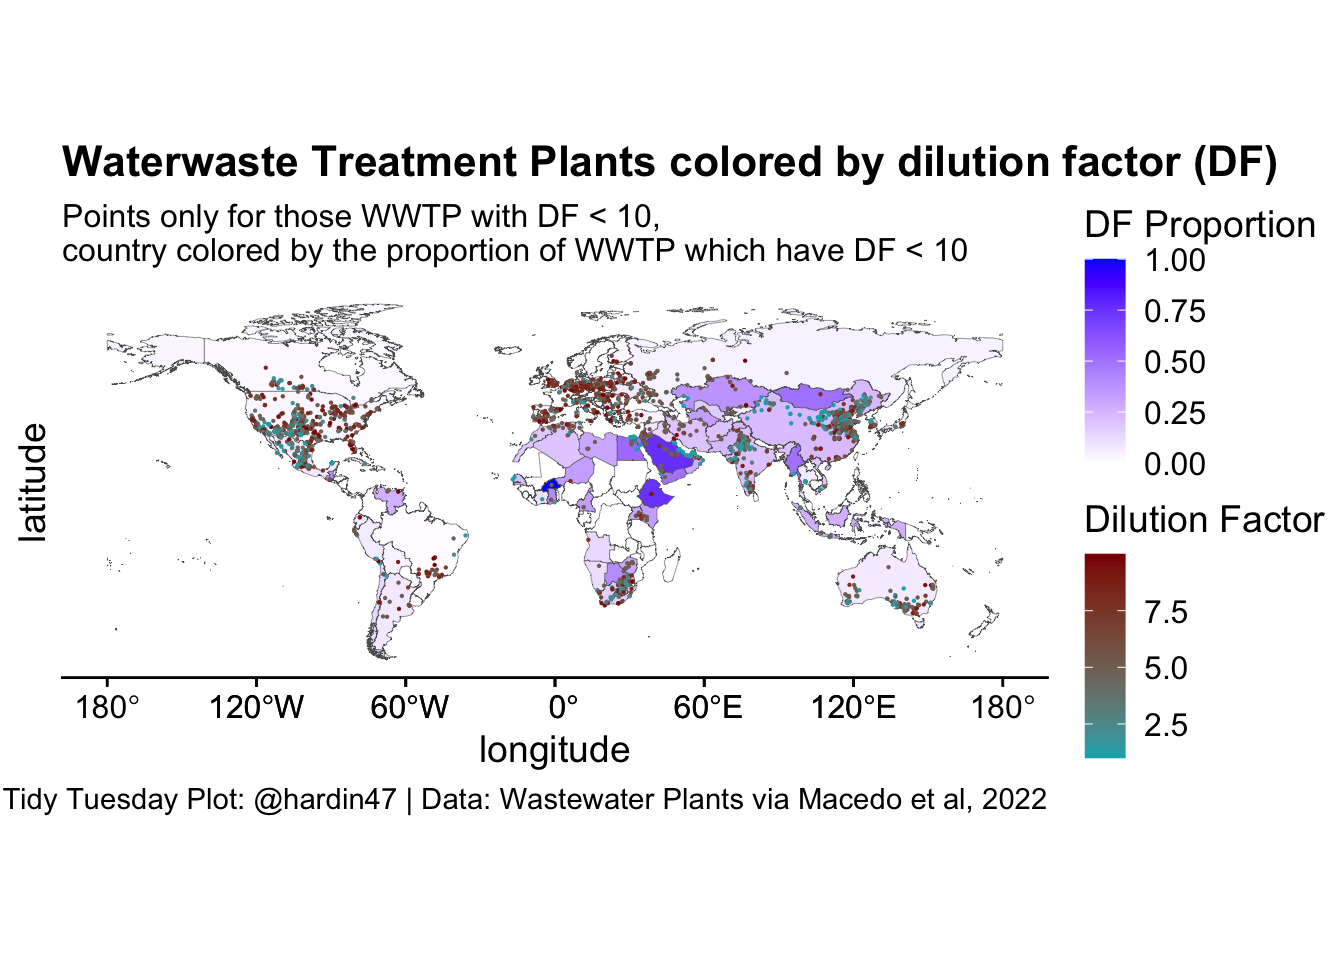 Waterwaste Treatment Plants colored by dilution factor (DF)
Points only for those WWTP with DF < 10,
country colored by the proportion of WWTP which have DF < 10
DF Proportion
1.00
0.75
0.50
0.25
0.00
Dilution Factor
7.5
5.0
2.5
latitude
180° 120°W 60°W 0° 60°E 120°E 180°
longitude
Tidy Tuesday Plot: @hardin47 | Data: Wastewater Plants via Macedo et al, 2022